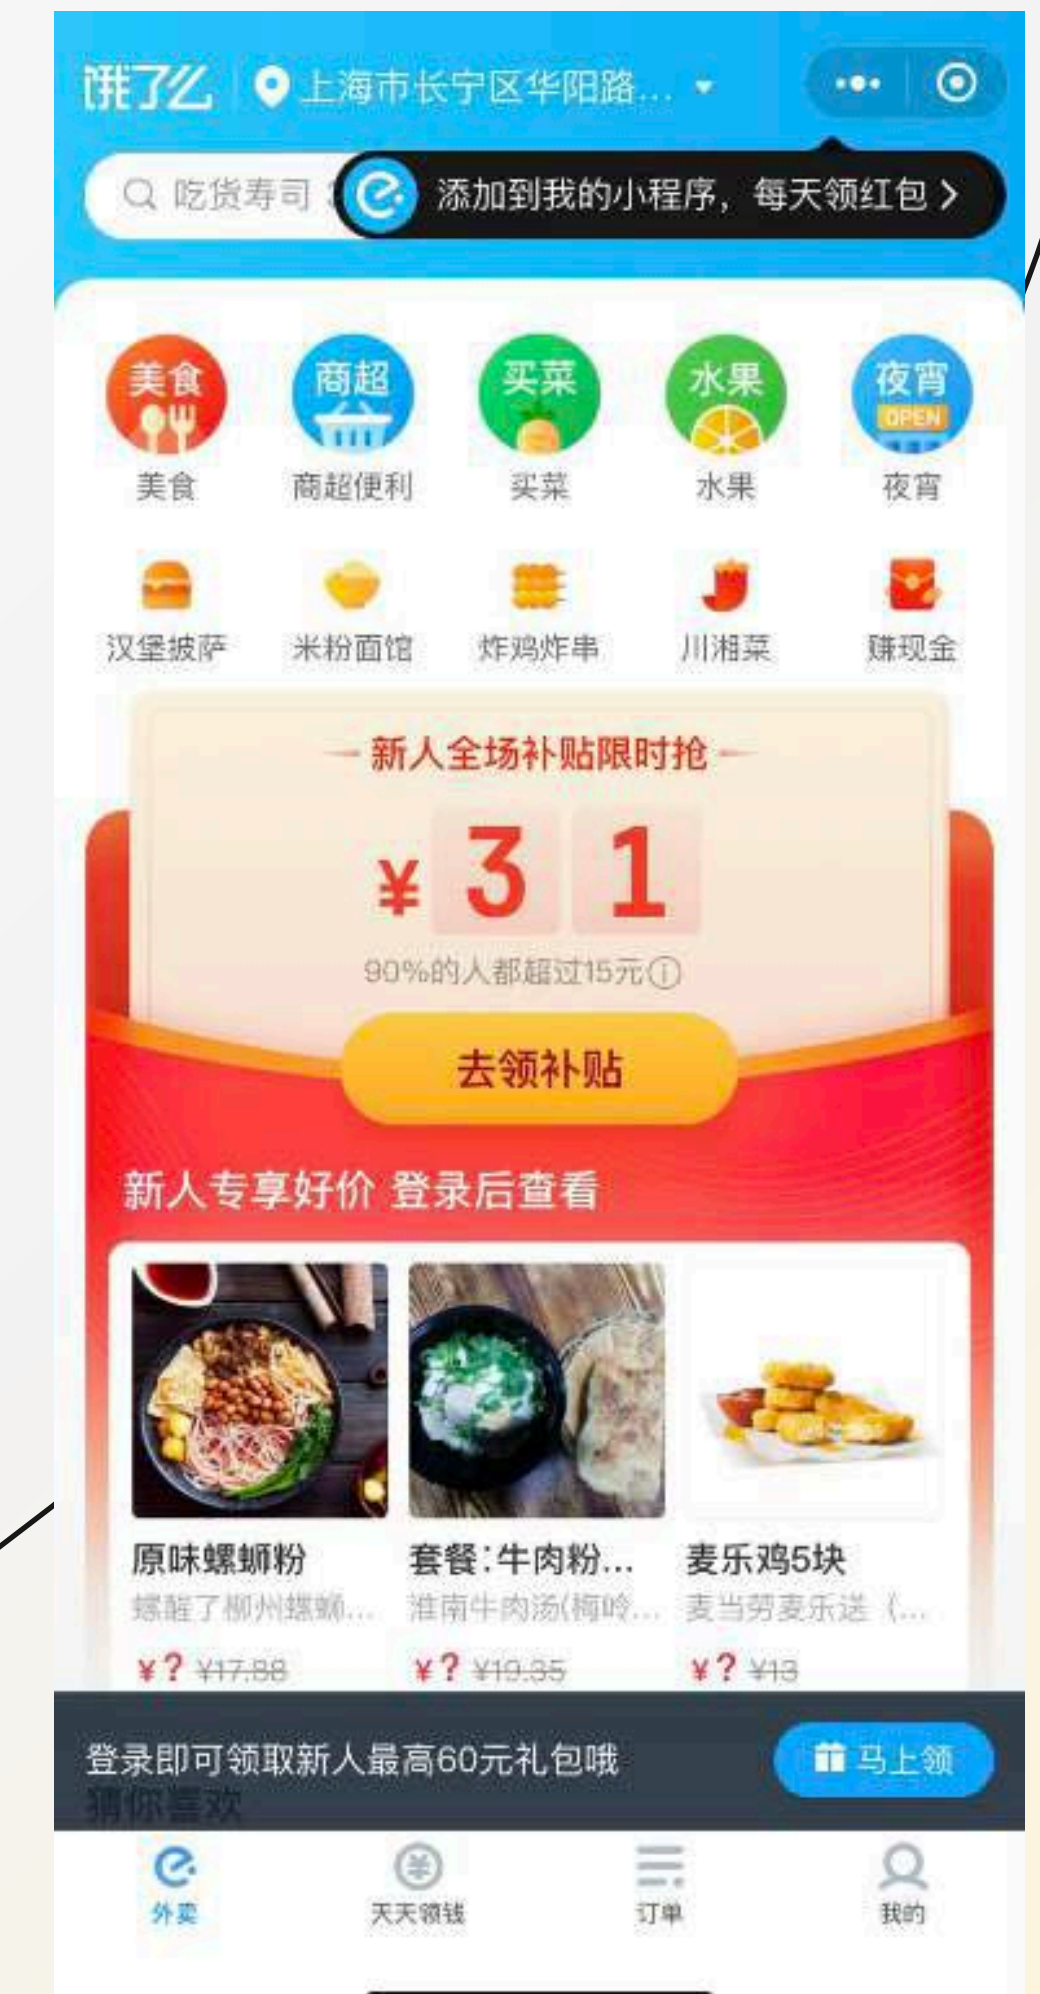 饿了么 上海市长宁区华阳路...
吃货寿司 添加到我的小程序，每天领红包
美食 商超 买菜 水果 夜宵
OPEN
美食 商超便利 买菜 水果 夜宵
汉堡披萨 米粉面馆 炸鸡炸串 川湘菜 赚现金
新人全场补贴限时抢
¥ 3 1
90%的人都超过15元
去领补贴
新人专享好价 登录后查看
原味螺蛳粉 套餐:牛肉粉... 麦乐鸡5块
螺醒了柳州螺蛳... 淮南牛肉汤(梅岭... 麦当劳麦乐送（...
¥? ¥17.88 ¥? ¥19.35 ¥? ¥13
登录即可领取新人最高60元礼包哦 马上领
猜你喜欢
外卖 天天领钱 订单 我的